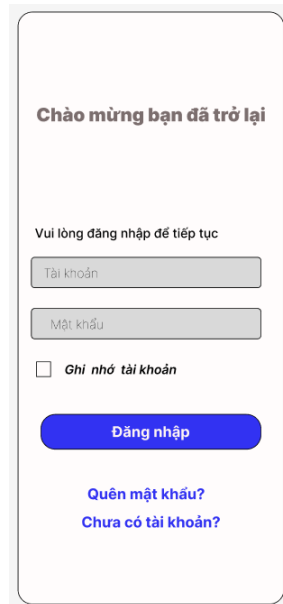 Chào mừng bạn đã trở lại
Vui lòng đăng nhập để tiếp tục
Tài khoản
Mật khẩu
Ghi nhớ tài khoản
Đăng nhập
Quên mật khẩu?
Chưa có tài khoản?